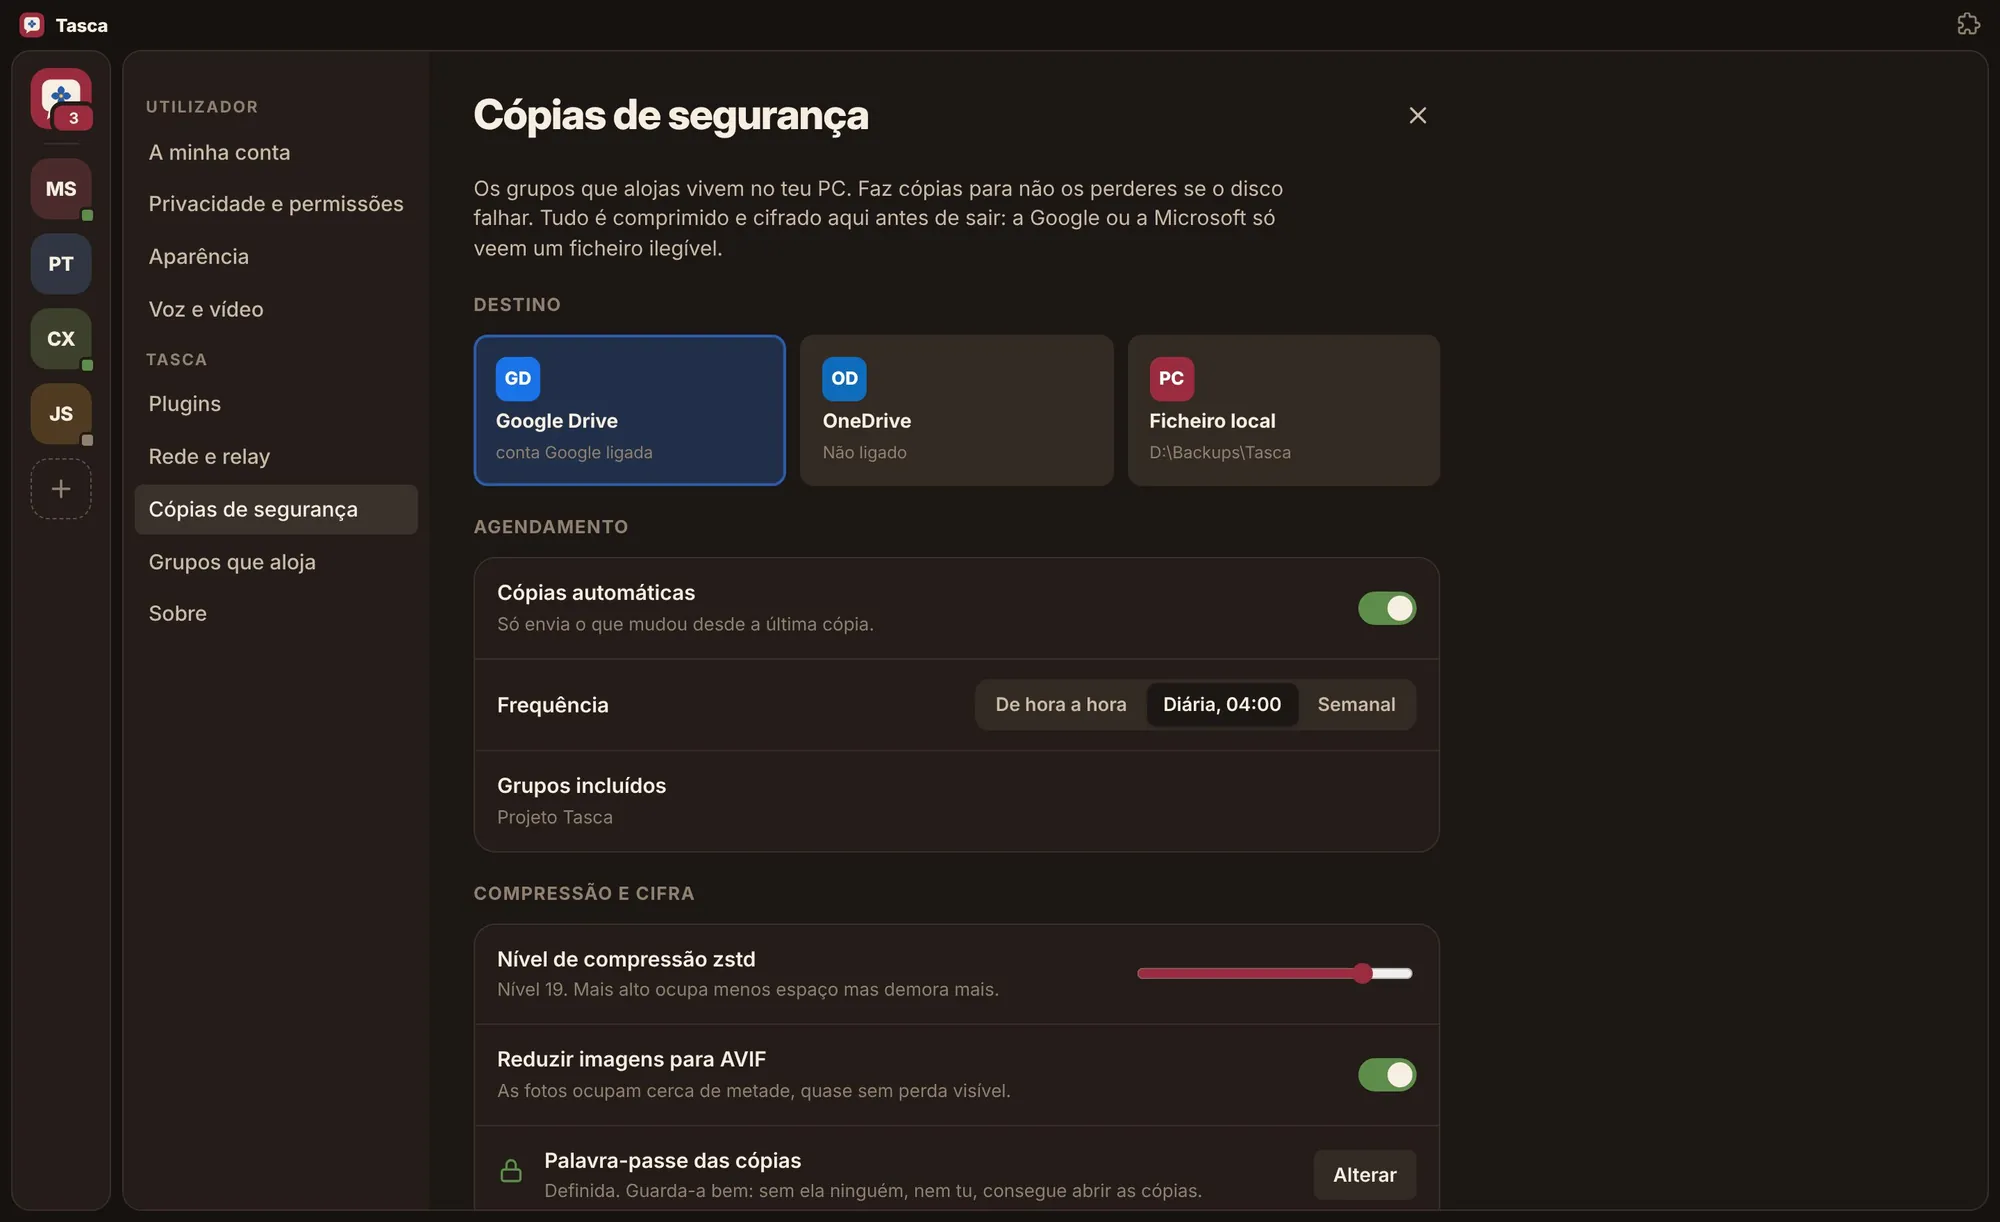 Tasca
3
MS
PT
CX
JS
UTILIZADOR
A minha conta
Privacidade e permissões
Aparência
Voz e vídeo
TASCA
Plugins
Rede e relay
Cópias de segurança
Grupos que aloja
Sobre
Cópias de segurança
Os grupos que alojas vivem no teu PC. Faz cópias para não os perderes se o disco
falhar. Tudo é comprimido e cifrado aqui antes de sair: a Google ou a Microsoft só
veem um ficheiro ilegível.
DESTINO
GD
Google Drive
conta Google ligada
OD
OneDrive
Não ligado
PC
Ficheiro local
D:\Backups\Tasca
AGENDAMENTO
Cópias automáticas
Só envia o que mudou desde a última cópia.
Frequência
De hora a hora
Diária, 04:00
Semanal
Grupos incluídos
Projeto Tasca
COMPRESSÃO E CIFRA
Nível de compressão zstd
Nível 19. Mais alto ocupa menos espaço mas demora mais.
Reduzir imagens para AVIF
As fotos ocupam cerca de metade, quase sem perda visível.
Palavra-passe das cópias
Definida. Guarda-a bem: sem ela ninguém, nem tu, consegue abrir as cópias.
Alterar